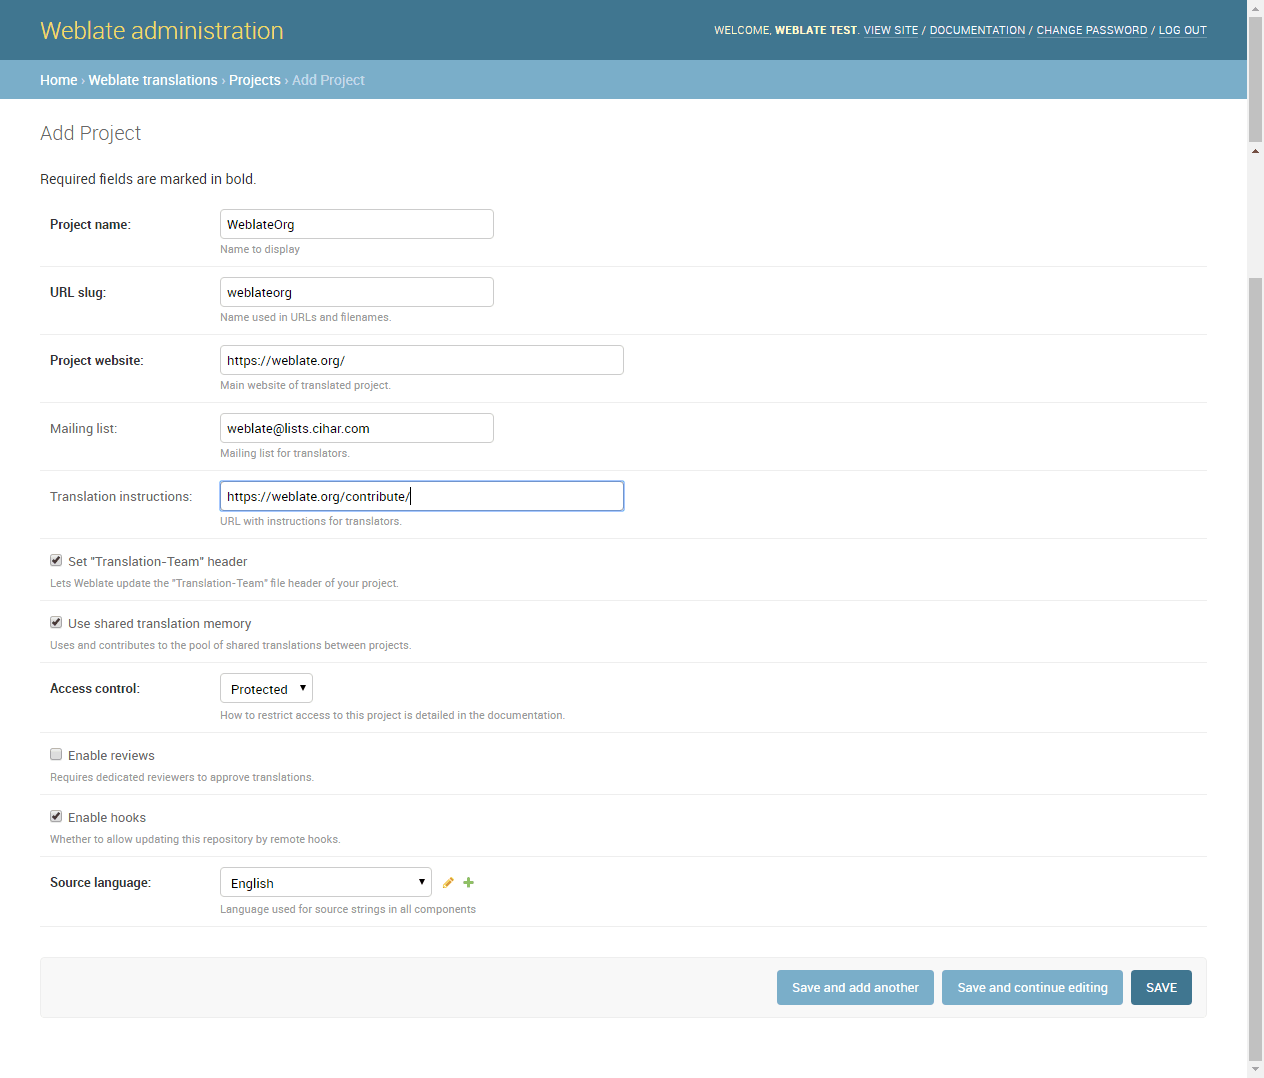 Weblate administration
WELCOME, WEBLATE TEST. VIEW SITE / DOCUMENTATION / CHANGE PASSWORD / LOG OUT
Home › Weblate translations › Projects › Add Project
Add Project
Required fields are marked in bold.
Project name:
WeblateOrg
Name to display
URL slug:
weblateorg
Name used in URLs and filenames.
Project website:
https://weblate.org/
Main website of translated project.
Mailing list:
weblate@lists.cihar.com
Mailing list for translators.
Translation instructions:
https://weblate.org/contribute/
URL with instructions for translators.
Set "Translation-Team" header
Lets Weblate update the "Translation-Team" file header of your project.
Use shared translation memory
Uses and contributes to the pool of shared translations between projects.
Access control:
Protected
How to restrict access to this project is detailed in the documentation.
Enable reviews
Requires dedicated reviewers to approve translations.
Enable hooks
Whether to allow updating this repository by remote hooks.
Source language:
English
Language used for source strings in all components
Save and add another
Save and continue editing
SAVE